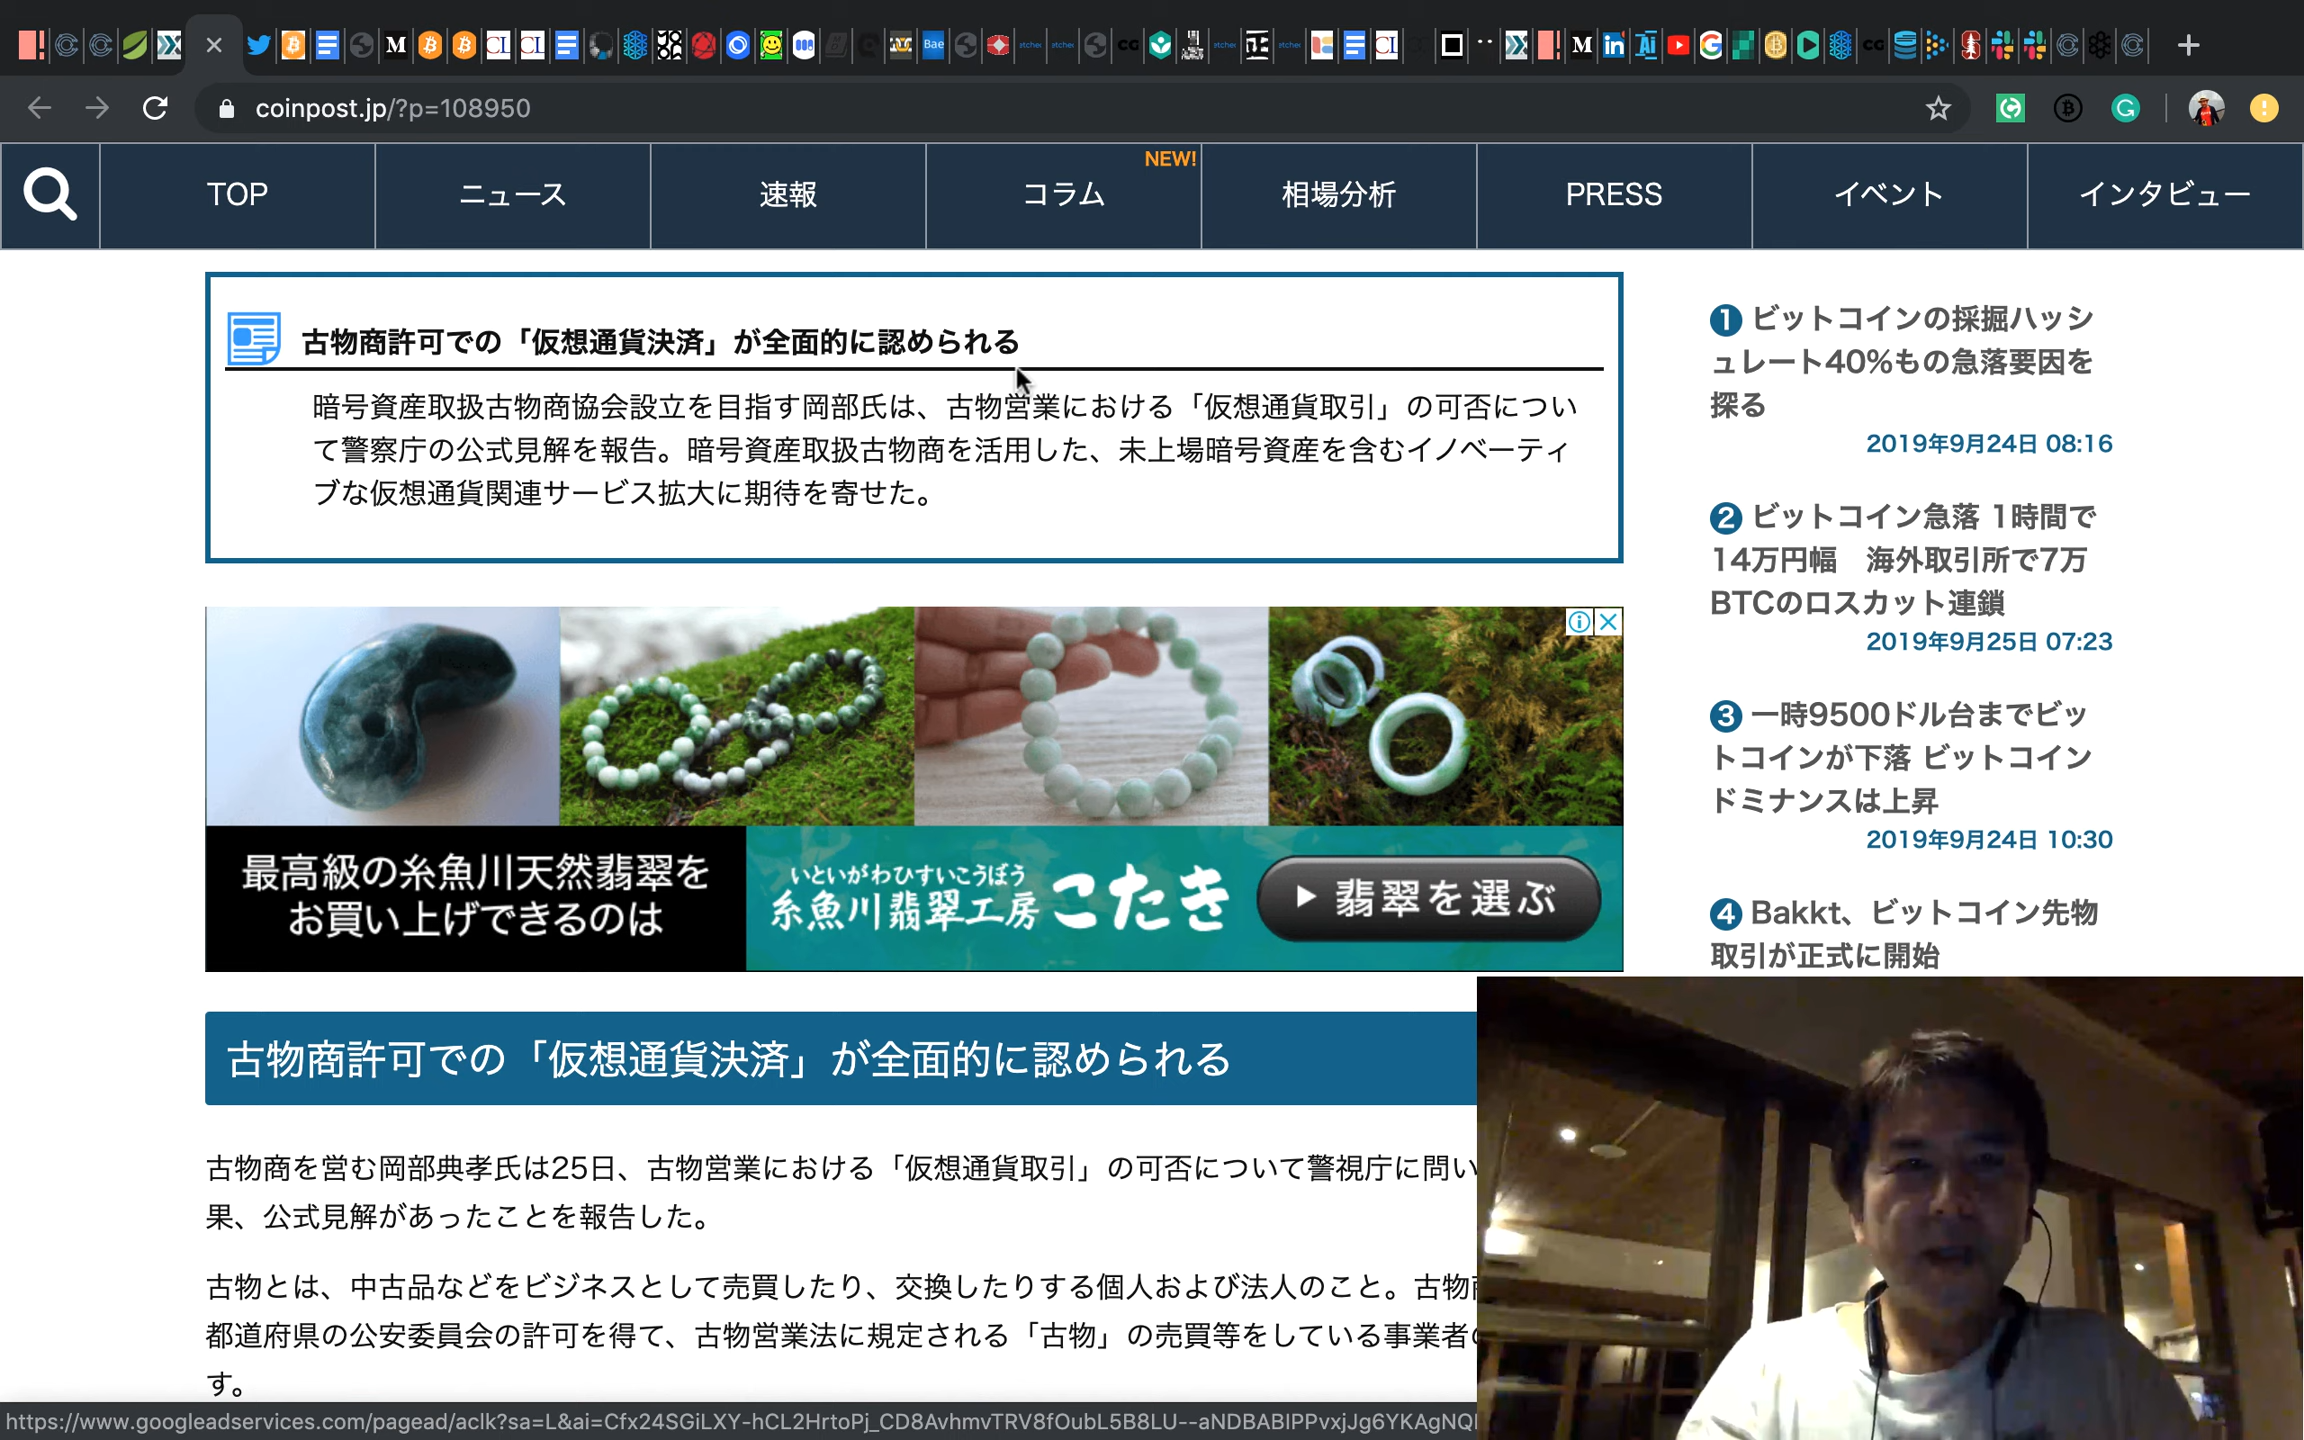 Bae
coinpost.jp/?p=108950
TOP
ニュース
速報
コラム
NEW!
相場分析
PRESS
イベント
インタビュー
古物商許可での「仮想通貨決済」が全面的に認められる
暗号資産取扱古物商協会設立を目指す岡部氏は、古物営業における「仮想通貨取引」の可否につい
て警察庁の公式見解を報告。暗号資産取扱古物商を活用した、未上場暗号資産を含むイノベーティ
ブな仮想通貨関連サービス拡大に期待を寄せた。
最高級の糸魚川天然翡翠を
お買い上げできるのは
いといがわひすいこうぼう
糸魚川翡翠工房 こたき
翡翠を選ぶ
古物商許可での「仮想通貨決済」が全面的に認められる
古物商を営む岡部典孝氏は25日、古物営業における「仮想通貨取引」の可否について警視庁に問い
果、公式見解があったことを報告した。
古物とは、中古品などをビジネスとして売買したり、交換したりする個人および法人のこと。古物
都道府県の公安委員会の許可を得て、古物営業法に規定される「古物」の売買等をしている事業者
す。
1 ビットコインの採掘ハッシ
ュレート40%もの急落要因を
探る
2019年9月24日 08:16
2 ビットコイン急落 1時間で
14万円幅　海外取引所で7万
BTCのロスカット連鎖
2019年9月25日 07:23
3 一時9500ドル台までビッ
トコインが下落 ビットコイン
ドミナンスは上昇
2019年9月24日 10:30
4 Bakkt、ビットコイン先物
取引が正式に開始
https://www.googleadservices.com/pagead/aclk?sa=L&ai=Cfx24SGiLXY-hCL2HrtoPj_CD8AvhmvTRV8fOubL5B8LU--aNDBABIPPvxjJg6YKAgNQ